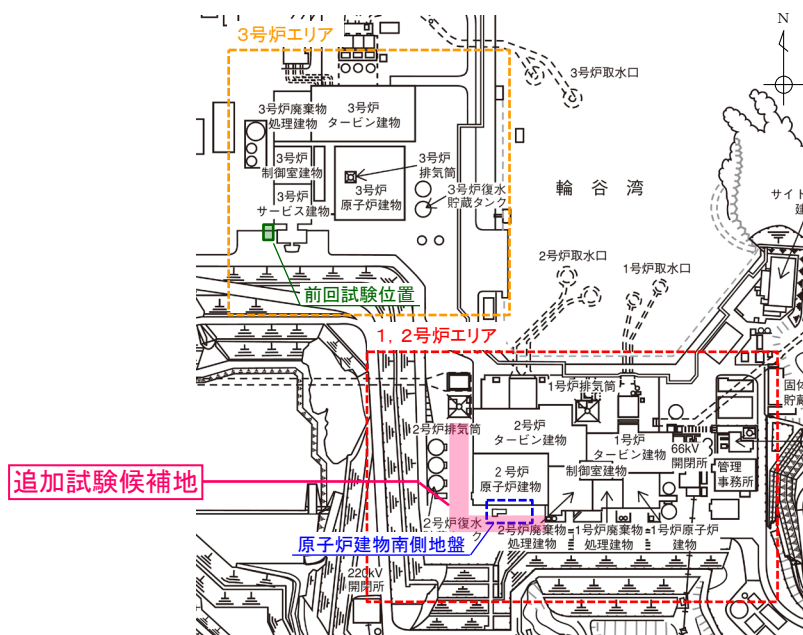 N
3号炉エリア
3号炉取水口
3号炉廃棄物
処理建物
3号炉
タービン建物
3号炉
制御室建物
3号炉
排気筒
3号炉
原子炉建物
3号炉復水
貯蔵タンク
3号炉
サービス建物
輪谷湾
サイト
前回試験位置
2号炉取水口
1号炉取水口
1，2号炉エリア
1号炉排気筒
固体
貯蔵
2号炉排気筒
2号炉
タービン建物
1号炉
タービン建物
66kV
開閉所
管理
事務所
2号炉
原子炉建物
制御室建物
追加試験候補地
2号炉復水
ク
2号炉廃棄物
処理建物
1号炉廃棄物
処理建物
1号炉原子炉
建物
原子炉建物南側地盤
220kV
開閉所